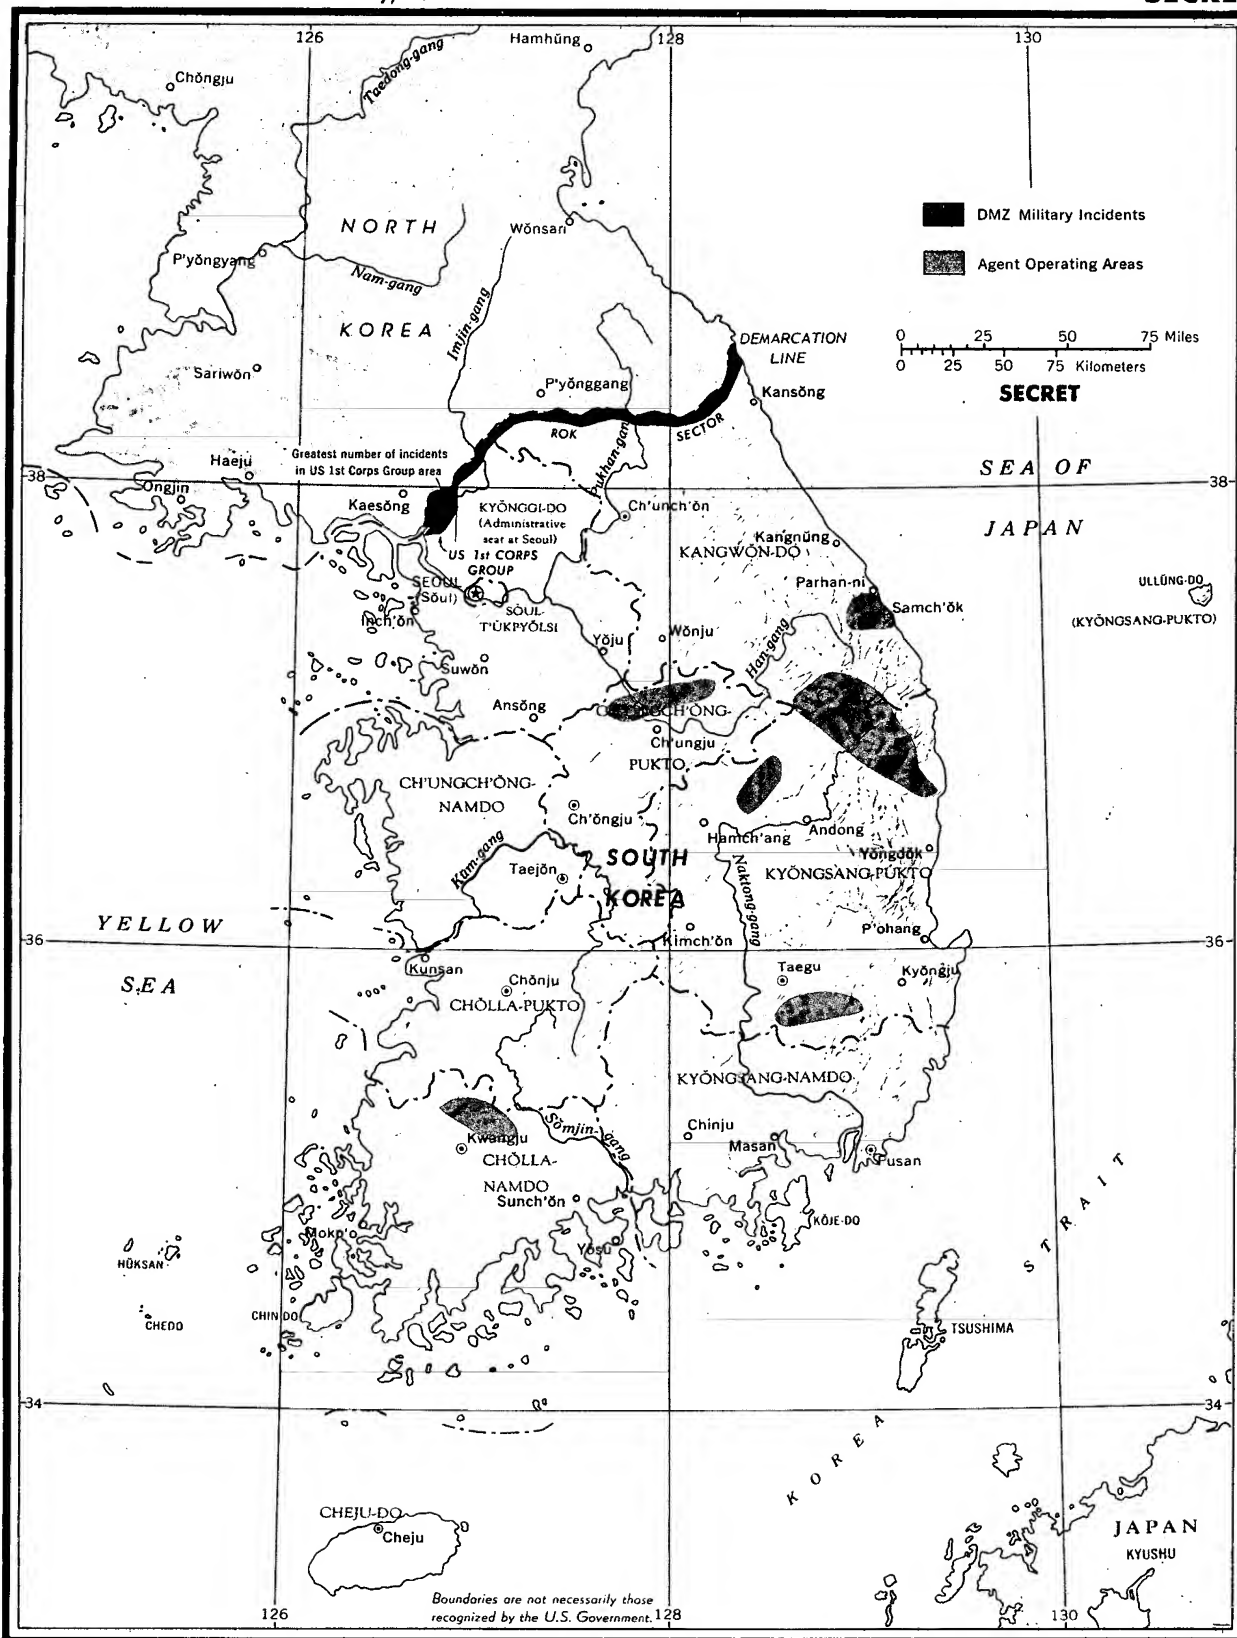 126
128
130
Hamhŭng
Chŏngju
Taedong-gang
DMZ Military Incidents
NORTH
Wŏnsan
P'yŏngyang
Agent Operating Areas
Nam-gang
KOREA
Imjin-gang
DEMARCATION
LINE
0 25 50 75 Miles
0 25 50 75 Kilometers
SECRET
Sariwŏn
P'yŏnggang
Kansŏng
ROK
SECTOR
Greatest number of incidents
in US 1st Corps Group area
Haeju
Pukhan-gang
SEA OF
JAPAN
38
38
Ongjin
Kaesŏng
KYŎNGGI-DO
(Administrative
seat at Seoul)
US 1st CORPS
GROUP
Ch'unch'ŏn
Kangnŭng
KANGWŎN-DO
SEOUL
(Sŏul)
SŎUL-
T'ŬKPYŎLSI
Inch'ŏn
Parhan-ni
Samch'ŏk
ULLŬNG-DO
(KYŎNGSANG-PUKTO)
Yŏju
Wŏnju
Han-gang
Suwŏn
Ansŏng
CH'UNGCH'ŎNG-
PUKTO
Ch'ungju
CH'UNGCH'ŎNG-
NAMDO
Ch'ŏngju
Hamch'ang
Andong
Yŏngdŏk
SOUTH
KOREA
Kŭm-gang
Taejŏn
Naktong-gang
KYŎNGSANG-PUKTO
YELLOW
SEA
36
36
Kimch'ŏn
P'ohang
Kunsan
Taegu
Kyŏngju
Chŏnju
CHŎLLA-PUKTO
KYŎNGSANG-NAMDO
Sŏmjin-gang
Chinju
Masan
Pusan
Kwangju
CHŎLLA-
NAMDO
Sunch'ŏn
KŎJE-DO
Mokp'o
Yŏsu
HŬKSAN
CHEDO
CHIN DO
TSUSHIMA
KOREA STRAIT
34
34
CHEJU-DO
Cheju
JAPAN
KYUSHU
Boundaries are not necessarily those
recognized by the U.S. Government.
126
128
130